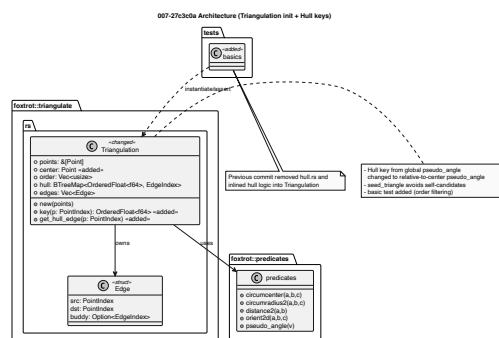 007-27c3c0a Architecture (Triangulation init + Hull keys)
tests
C «added»
basics
instantiate/assert
foxtrot::triangulate
rs
C «changed»
Triangulation
points: &[Point]
center: Point «added»
order: Vec<usize>
hull: BTreeMap<OrderedFloat<f64>, EdgeIndex>
edges: Vec<Edge>
new(points)
key(p: PointIndex): OrderedFloat<f64> «added»
get_hull_edge(p: PointIndex) «added»
Previous commit removed hull.rs and
inlined hull logic into Triangulation
- Hull key from global pseudo_angle
changed to relative-to-center pseudo_angle
- seed_triangle avoids self-candidates
- basic test added (order filtering)
owns
uses
C «struct»
Edge
src: PointIndex
dst: PointIndex
buddy: Option<EdgeIndex>
foxtrot::predicates
C predicates
circumcenter(a,b,c)
circumradius2(a,b,c)
distance2(a,b)
orient2d(a,b,c)
pseudo_angle(v)